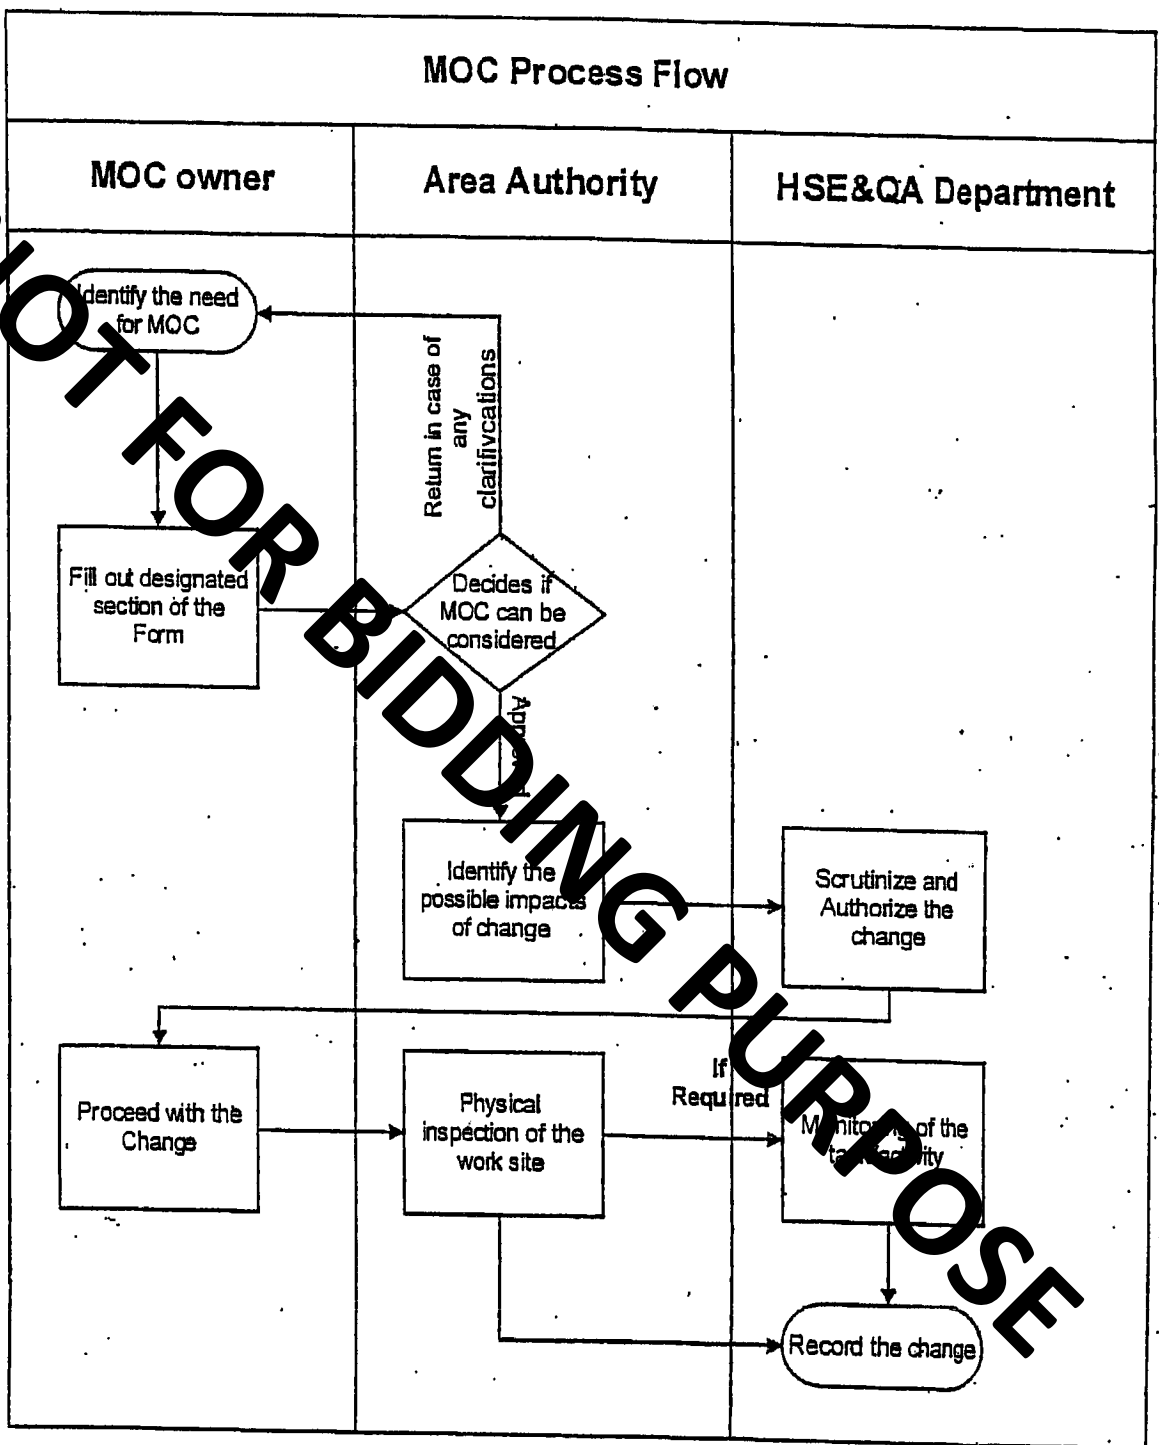 MOC Process Flow
MOC owner
Area Authority
HSE&QA Department
Identify the need
for MOC
Return in case of
any
clarifivcations
Fill out designated
section of the
Form
Decides if
MOC can be
considered
Identify the
possible impacts
of change
Scrutinize and
Authorize the
change
Proceed with the
Change
Physical
inspection of the
work site
If
Required
Monitoring of the
Record the change
NOT FOR BIDDING PURPOSE